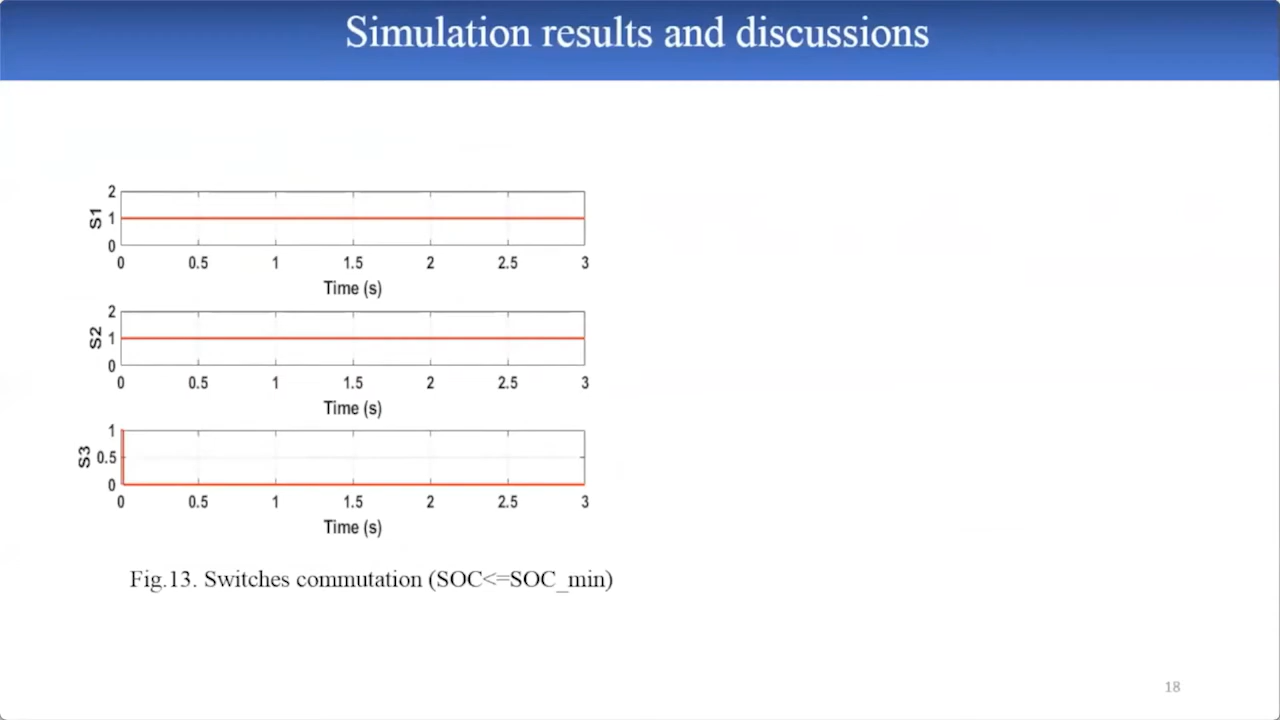 Simulation results and discussions
2
S1
1
0
0 0.5 1 1.5 2 2.5 3
Time (s)
2
S2
1
0
0 0.5 1 1.5 2 2.5 3
Time (s)
1
S3
0.5
0
0 0.5 1 1.5 2 2.5 3
Time (s)
Fig.13. Switches commutation (SOC<=SOC_min)
18